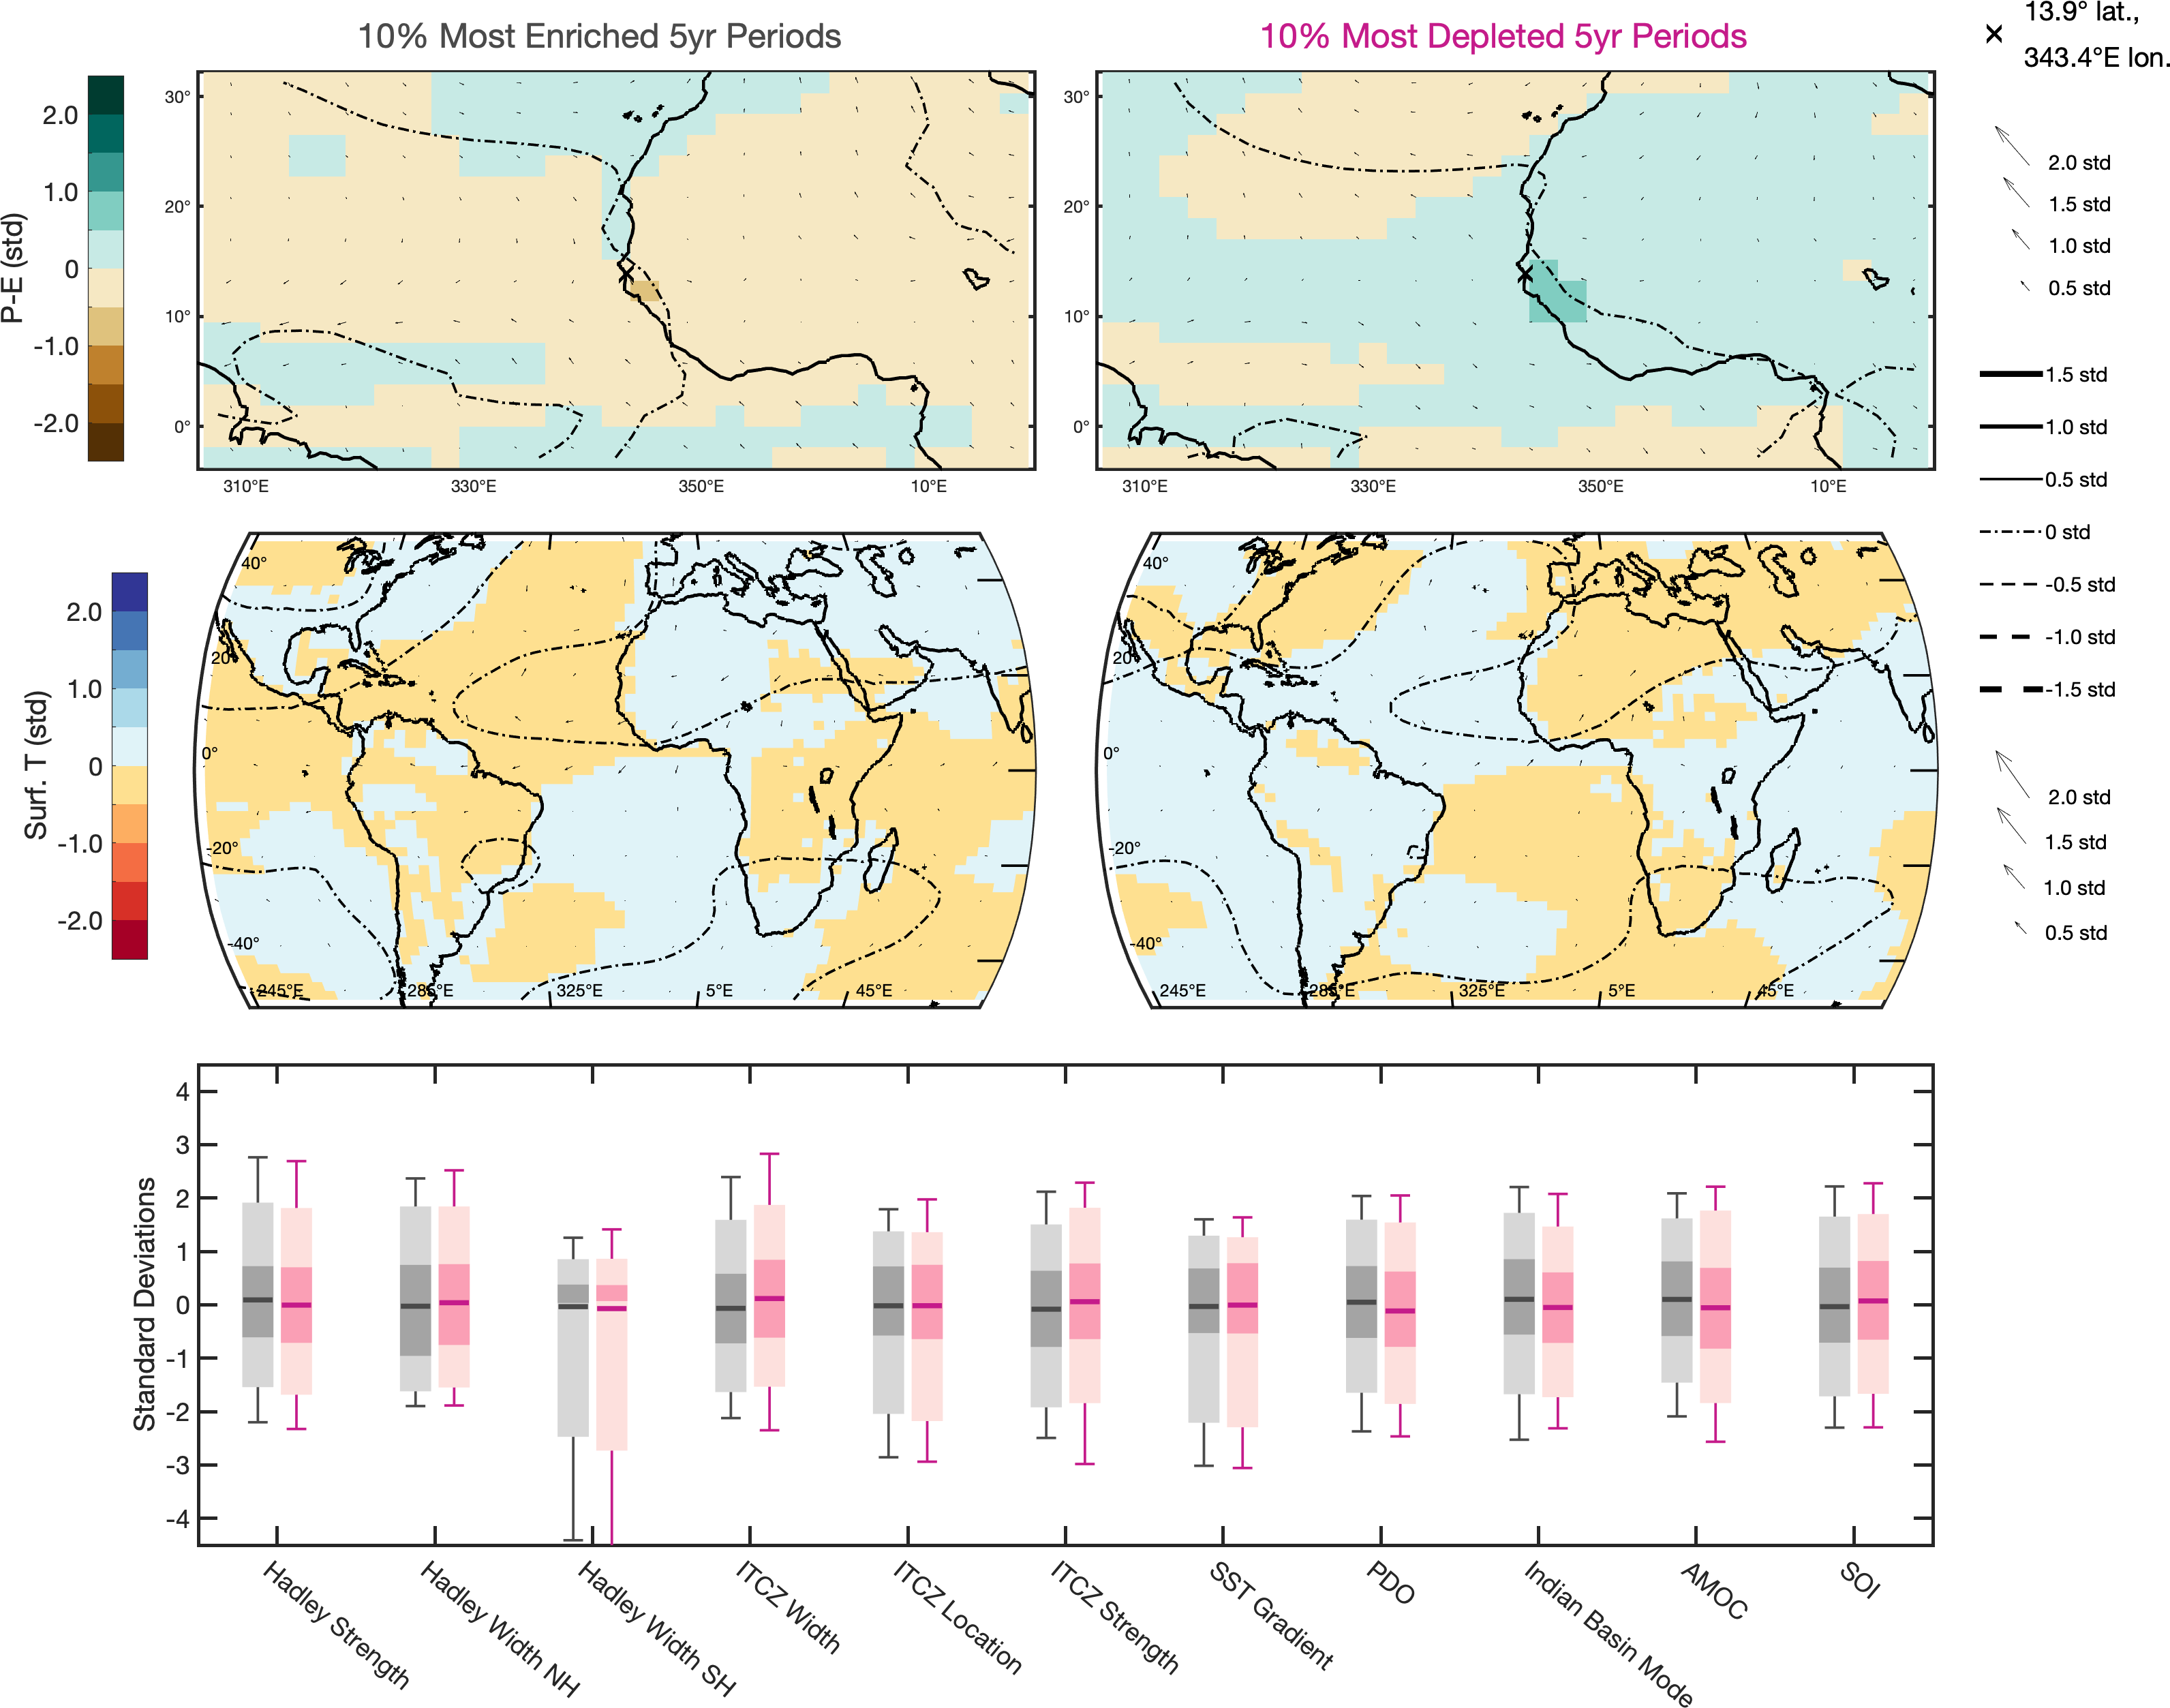 10% Most Enriched 5yr Periods
10% Most Depleted 5yr Periods
13.9° lat.,
343.4°E lon.
P-E (std)
2.0
1.0
0
-1.0
-2.0
30°
20°
10°
0°
310°E
330°E
350°E
10°E
30°
20°
10°
0°
310°E
330°E
350°E
10°E
2.0 std
1.5 std
1.0 std
0.5 std
1.5 std
1.0 std
0.5 std
0 std
-0.5 std
-1.0 std
-1.5 std
Surf. T (std)
2.0
1.0
0
-1.0
-2.0
40°
20°
0°
-20°
-40°
245°E
285°E
325°E
5°E
45°E
40°
20°
0°
-20°
-40°
245°E
285°E
325°E
5°E
45°E
2.0 std
1.5 std
1.0 std
0.5 std
Standard Deviations
4
3
2
1
0
-1
-2
-3
-4
Hadley Strength
Hadley Width NH
Hadley Width SH
ITCZ Width
ITCZ Location
ITCZ Strength
SST Gradient
PDO
Indian Basin Mode
AMOC
SOI